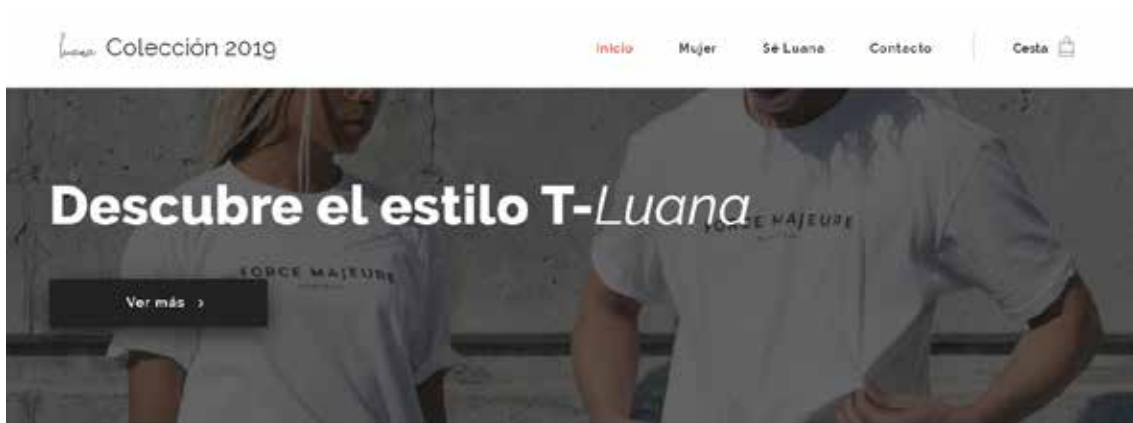 Luana Colección 2019
Inicio Mujer Sé Luana Contacto Cesta
Descubre el estilo T-Luana
FORCE MAJEURE
FORCE MAJEURE
Ver más >